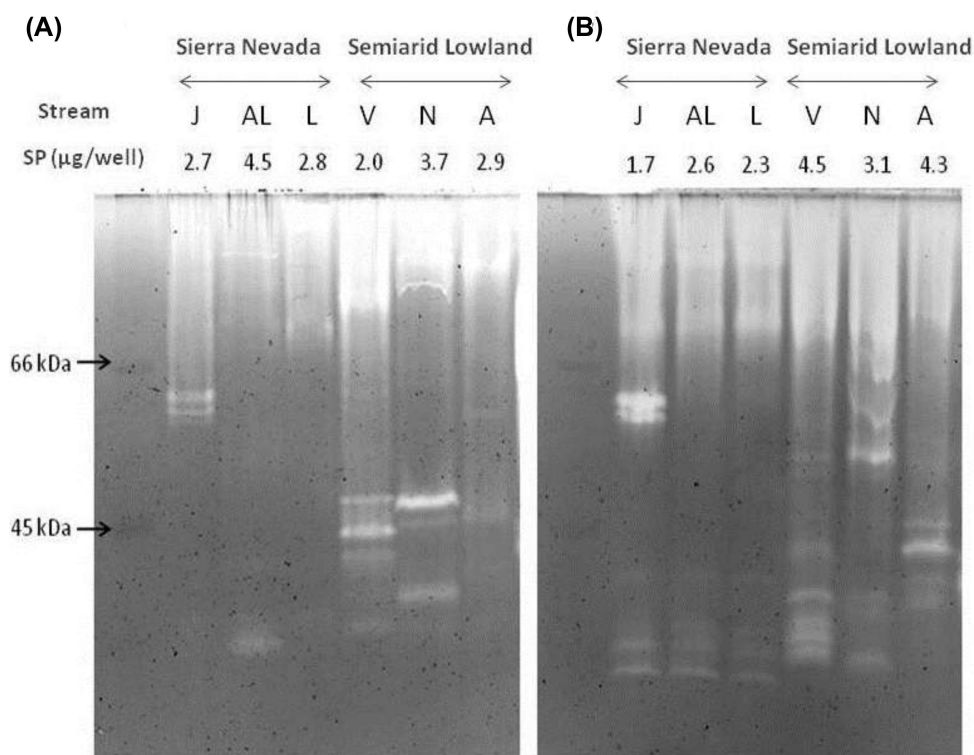 (A)
Sierra Nevada Semiarid Lowland
Stream J AL L V N A
SP (µg/well) 2.7 4.5 2.8 2.0 3.7 2.9
66 kDa
45 kDa
(B)
Sierra Nevada Semiarid Lowland
J AL L V N A
1.7 2.6 2.3 4.5 3.1 4.3